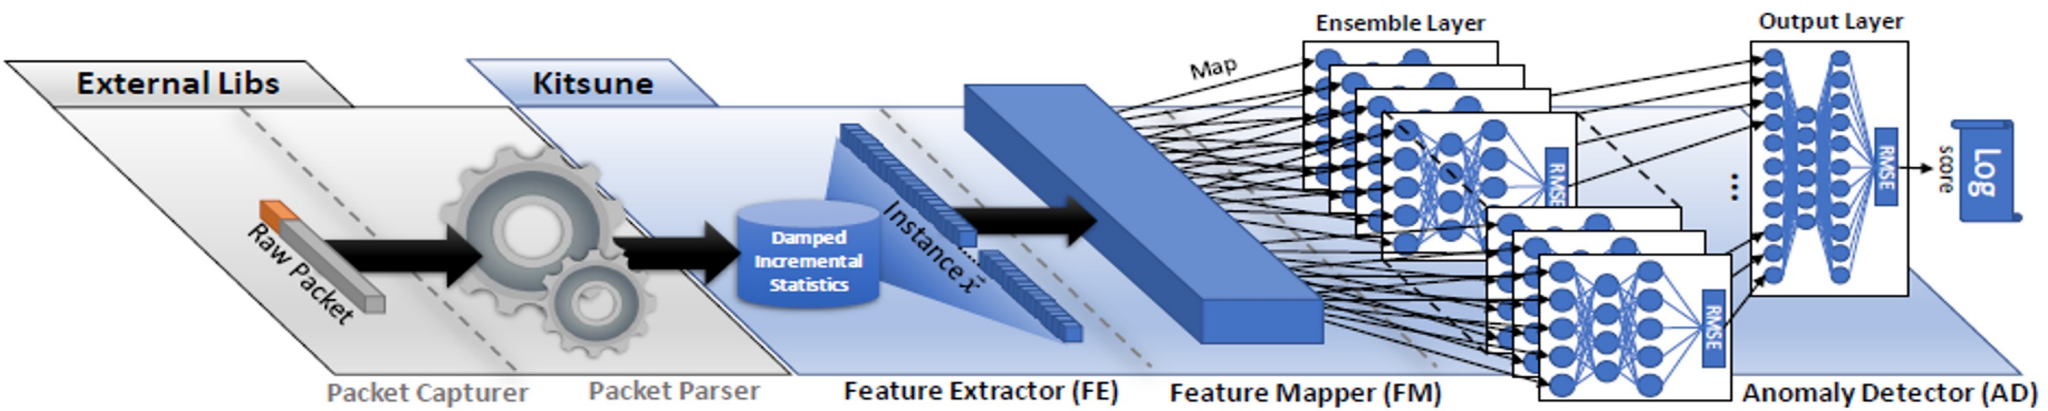 Ensemble Layer
Output Layer
External Libs
Kitsune
Map
Raw Packet
Damped
Incremental
Statistics
Instance x⃗
RMSE
RMSE
...
RMSE
score
Log
Packet Capturer
Packet Parser
Feature Extractor (FE)
Feature Mapper (FM)
Anomaly Detector (AD)